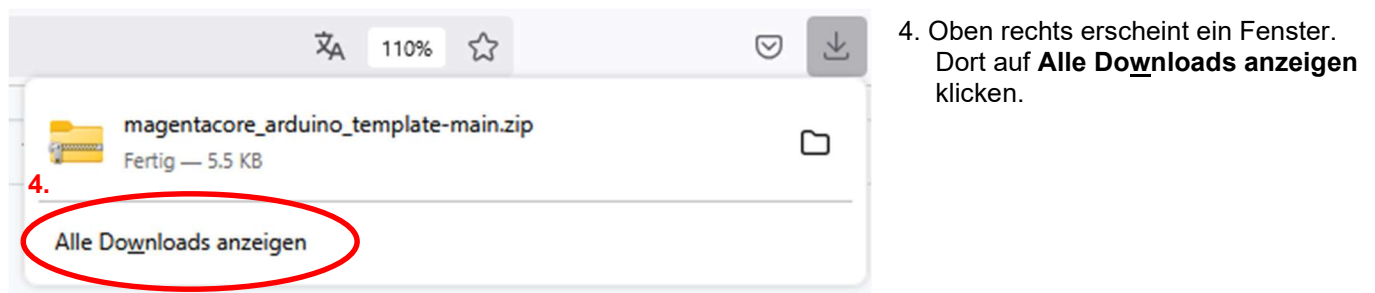 110%
magentacore_arduino_template-main.zip
Fertig — 5.5 KB
4.
Alle Downloads anzeigen
4. Oben rechts erscheint ein Fenster.
Dort auf Alle Downloads anzeigen
klicken.